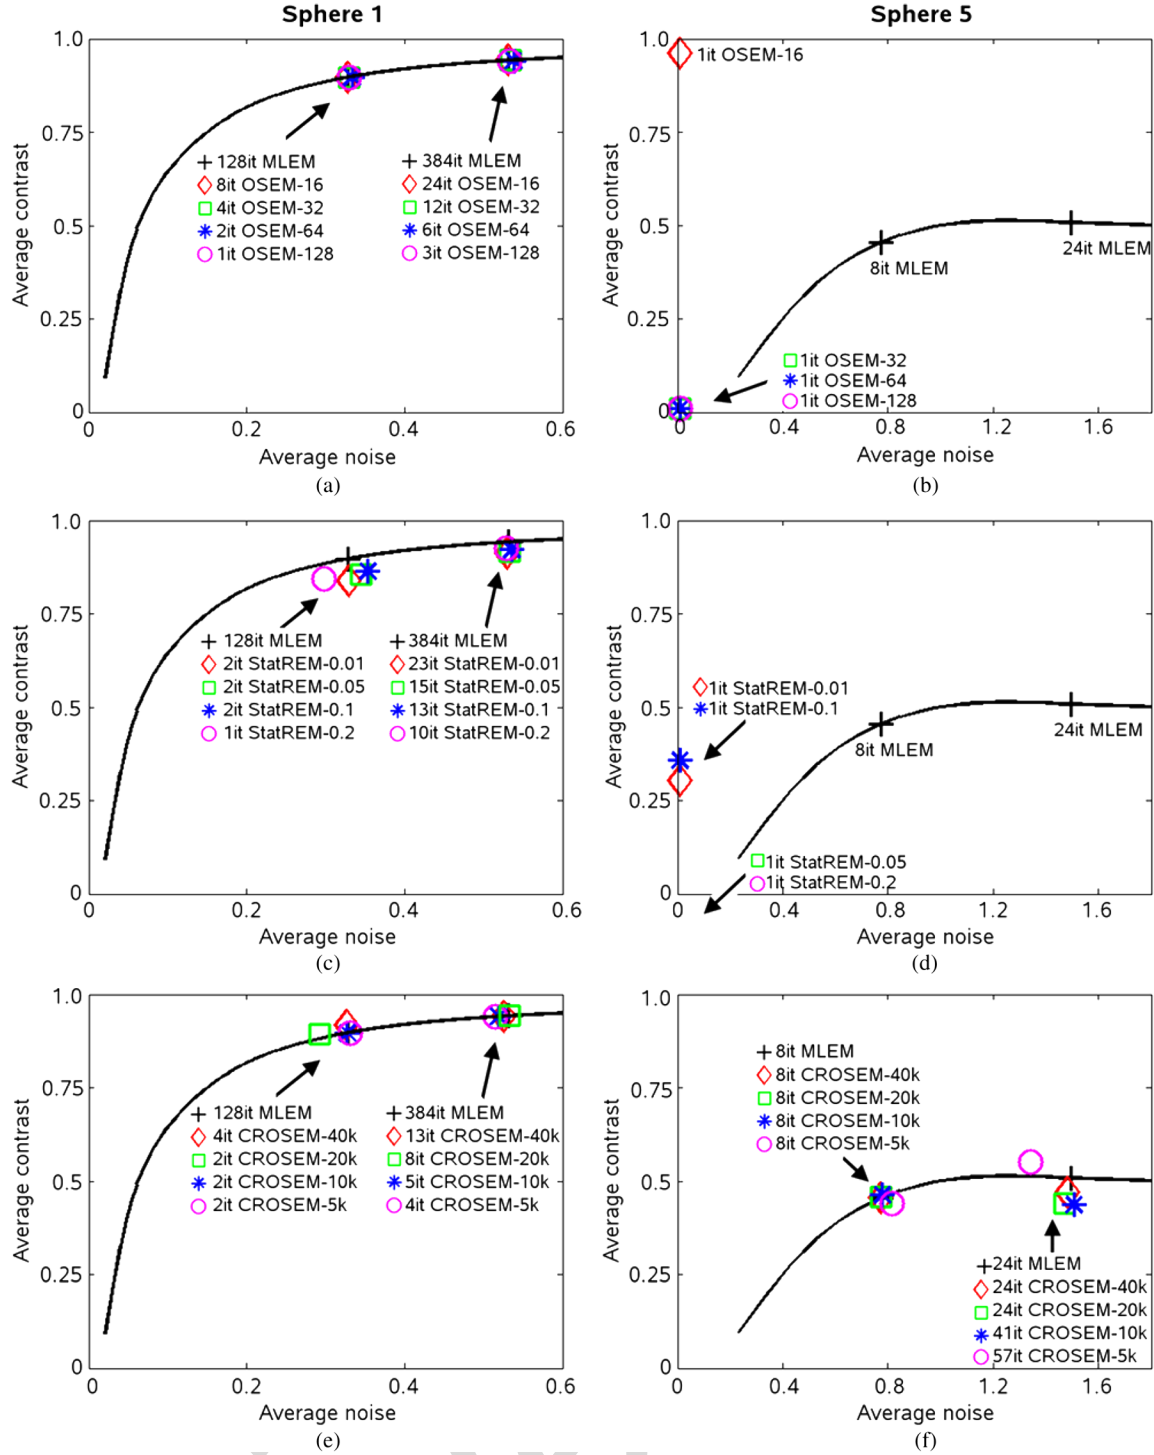 Sphere 1
Sphere 5
1.0
0.75
0.5
0.25
0
Average contrast
128it MLEM
8it OSEM-16
4it OSEM-32
2it OSEM-64
1it OSEM-128
384it MLEM
24it OSEM-16
12it OSEM-32
6it OSEM-64
3it OSEM-128
0
0.2
0.4
0.6
Average noise
(a)
1.0
0.75
0.5
0.25
0
Average contrast
1it OSEM-16
8it MLEM
24it MLEM
1it OSEM-32
1it OSEM-64
1it OSEM-128
0
0.4
0.8
1.2
1.6
Average noise
(b)
1.0
0.75
0.5
0.25
0
Average contrast
128it MLEM
2it StatREM-0.01
2it StatREM-0.05
2it StatREM-0.1
1it StatREM-0.2
384it MLEM
23it StatREM-0.01
15it StatREM-0.05
13it StatREM-0.1
10it StatREM-0.2
0
0.2
0.4
0.6
Average noise
(c)
1.0
0.75
0.5
0.25
0
Average contrast
1it StatREM-0.01
1it StatREM-0.1
8it MLEM
24it MLEM
1it StatREM-0.05
1it StatREM-0.2
0
0.4
0.8
1.2
1.6
Average noise
(d)
1.0
0.75
0.5
0.25
0
Average contrast
128it MLEM
4it CROSEM-40k
2it CROSEM-20k
2it CROSEM-10k
2it CROSEM-5k
384it MLEM
13it CROSEM-40k
8it CROSEM-20k
5it CROSEM-10k
4it CROSEM-5k
0
0.2
0.4
0.6
Average noise
(e)
1.0
0.75
0.5
0.25
0
Average contrast
8it MLEM
8it CROSEM-40k
8it CROSEM-20k
8it CROSEM-10k
8it CROSEM-5k
24it MLEM
24it CROSEM-40k
24it CROSEM-20k
41it CROSEM-10k
57it CROSEM-5k
0
0.4
0.8
1.2
1.6
Average noise
(f)